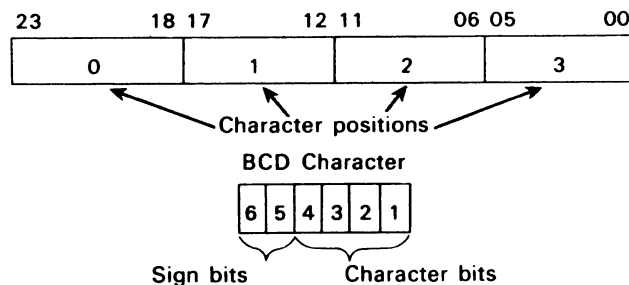 23 18 17 12 11 06 05 00
0 1 2 3
Character positions
BCD Character
6 5 4 3 2 1
Sign bits Character bits